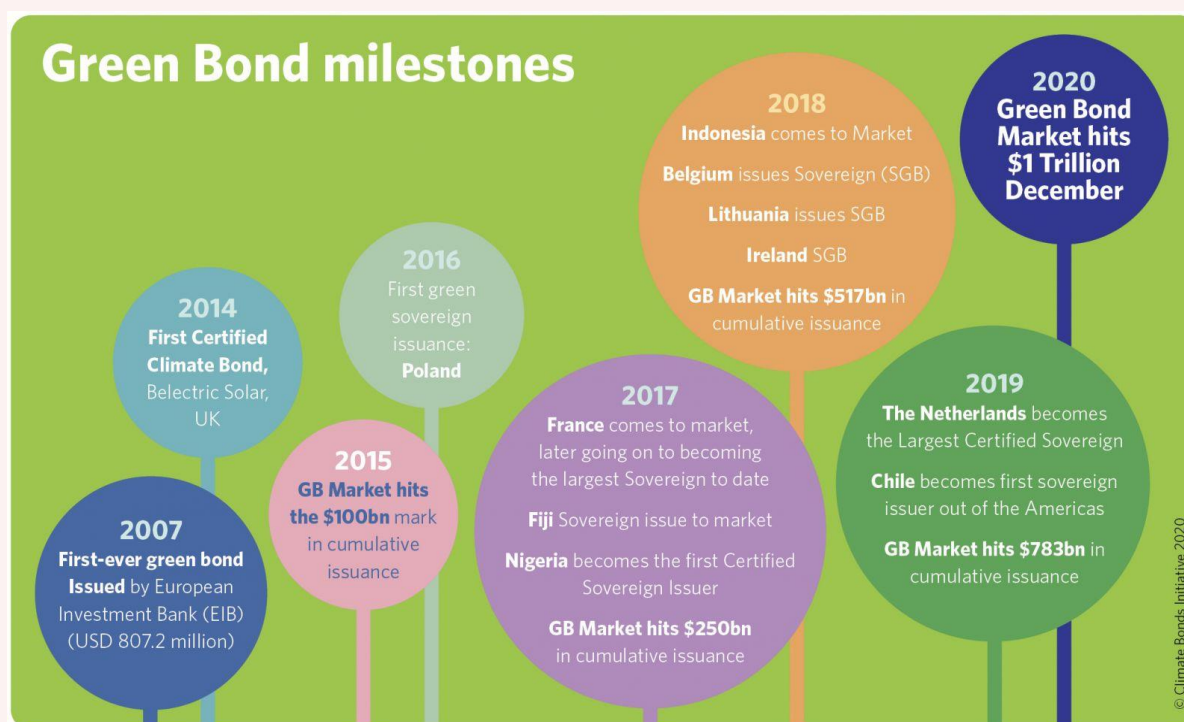 Green Bond milestones
2007
First-ever green bond
Issued by European
Investment Bank (EIB)
(USD 807.2 million)
2014
First Certified
Climate Bond,
Belectric Solar,
UK
2015
GB Market hits
the $100bn mark
in cumulative
issuance
2016
First green
sovereign
issuance:
Poland
2017
France comes to market,
later going on to becoming
the largest Sovereign to date
Fiji Sovereign issue to market
Nigeria becomes the first Certified
Sovereign Issuer
GB Market hits $250bn
in cumulative issuance
2018
Indonesia comes to Market
Belgium issues Sovereign (SGB)
Lithuania issues SGB
Ireland SGB
GB Market hits $517bn in
cumulative issuance
2019
The Netherlands becomes
the Largest Certified Sovereign
Chile becomes first sovereign
issuer out of the Americas
GB Market hits $783bn in
cumulative issuance
2020
Green Bond
Market hits
$1 Trillion
December
© Climate Bonds Initiative 2020